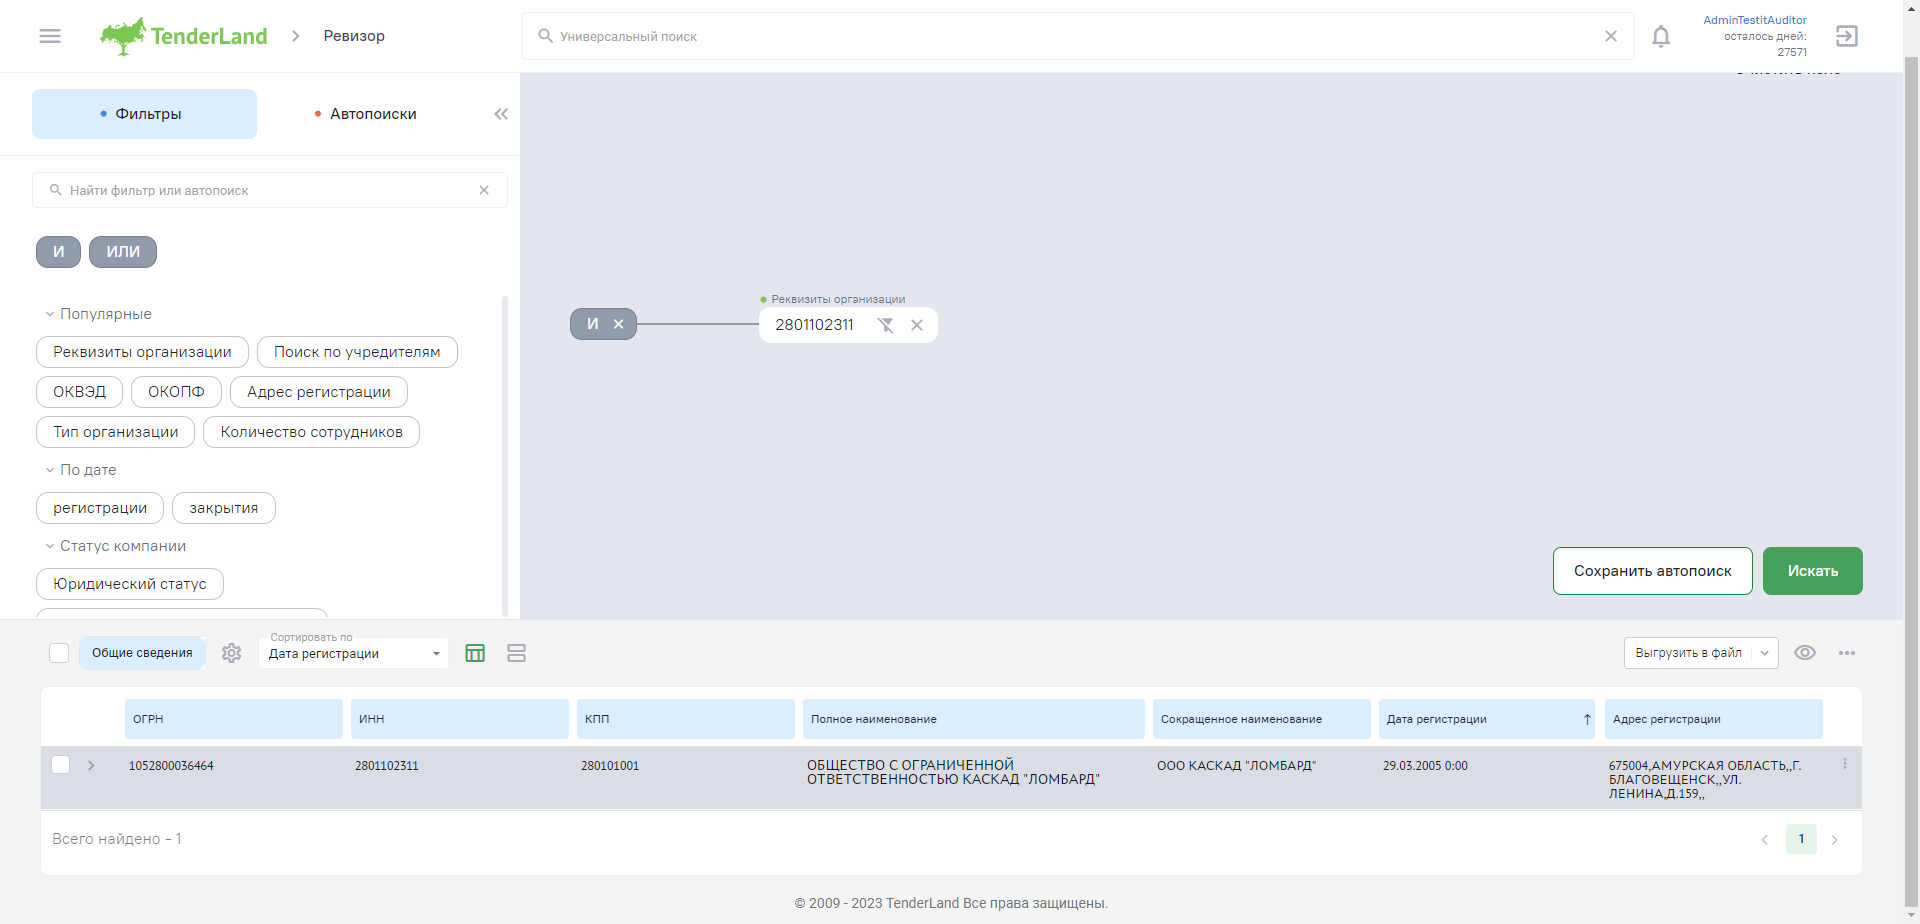 TenderLand
Ревизор
Универсальный поиск
AdminTestitAuditor
осталось дней:
27571
Фильтры
Автопоиски
Найти фильтр или автопоиск
И
ИЛИ
Популярные
Реквизиты организации
Поиск по учредителям
ОКВЭД
ОКОПФ
Адрес регистрации
Тип организации
Количество сотрудников
По дате
регистрации
закрытия
Статус компании
Юридический статус
И
Реквизиты организации
2801102311
Сохранить автопоиск
Искать
Общие сведения
Сортировать по
Дата регистрации
Выгрузить в файл
ОГРН
ИНН
КПП
Полное наименование
Сокращенное наименование
Дата регистрации
Адрес регистрации
1052800036464
2801102311
280101001
ОБЩЕСТВО С ОГРАНИЧЕННОЙ
ОТВЕТСТВЕННОСТЬЮ КАСКАД "ЛОМБАРД"
ООО КАСКАД "ЛОМБАРД"
29.03.2005 0:00
675004,АМУРСКАЯ ОБЛАСТЬ,,Г.
БЛАГОВЕЩЕНСК,,УЛ.
ЛЕНИНА,Д.159,,
Всего найдено - 1
1
© 2009 - 2023 TenderLand Все права защищены.